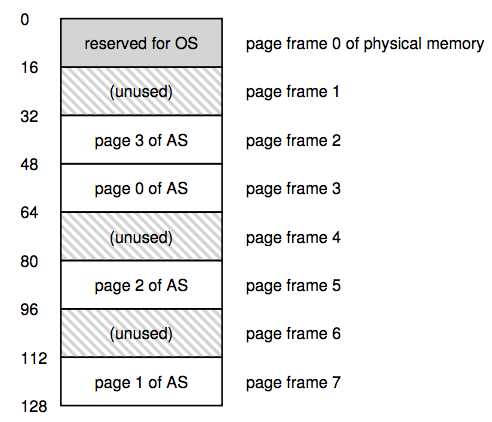 0
reserved for OS page frame 0 of physical memory
16
(unused) page frame 1
32
page 3 of AS page frame 2
48
page 0 of AS page frame 3
64
(unused) page frame 4
80
page 2 of AS page frame 5
96
(unused) page frame 6
112
page 1 of AS page frame 7
128